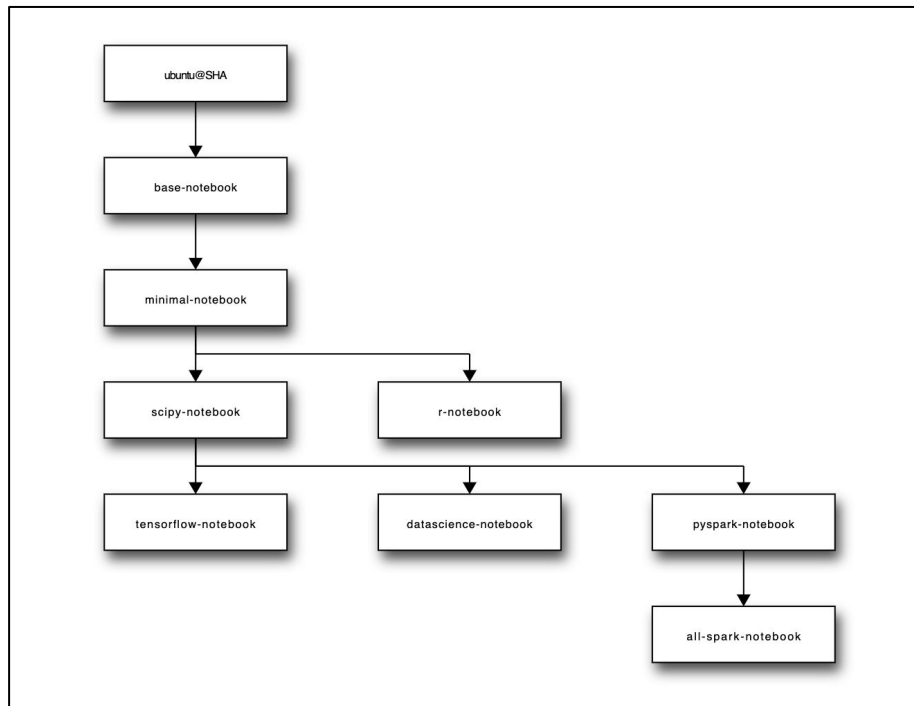 ubuntu@SHA
base-notebook
minimal-notebook
scipy-notebook
r-notebook
tensorflow-notebook
datascience-notebook
pyspark-notebook
all-spark-notebook